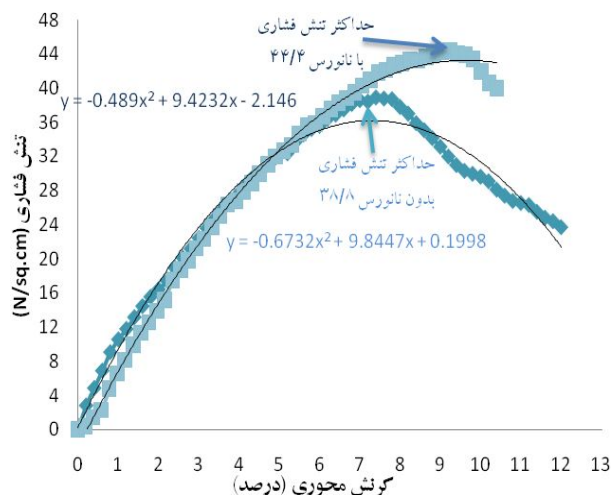 48
44
40
36
32
28
24
20
16
12
8
4
0
تنش فشاری (N/sq.cm)
حداکثر تنش فشاری
با نانورس ۴۴/۴
y = -0.489x² + 9.4232x - 2.146
حداکثر تنش فشاری
بدون نانورس ۳۸/۸
y = -0.6732x² + 9.8447x + 0.1998
0 1 2 3 4 5 6 7 8 9 10 11 12 13
کرنش محوری (درصد)